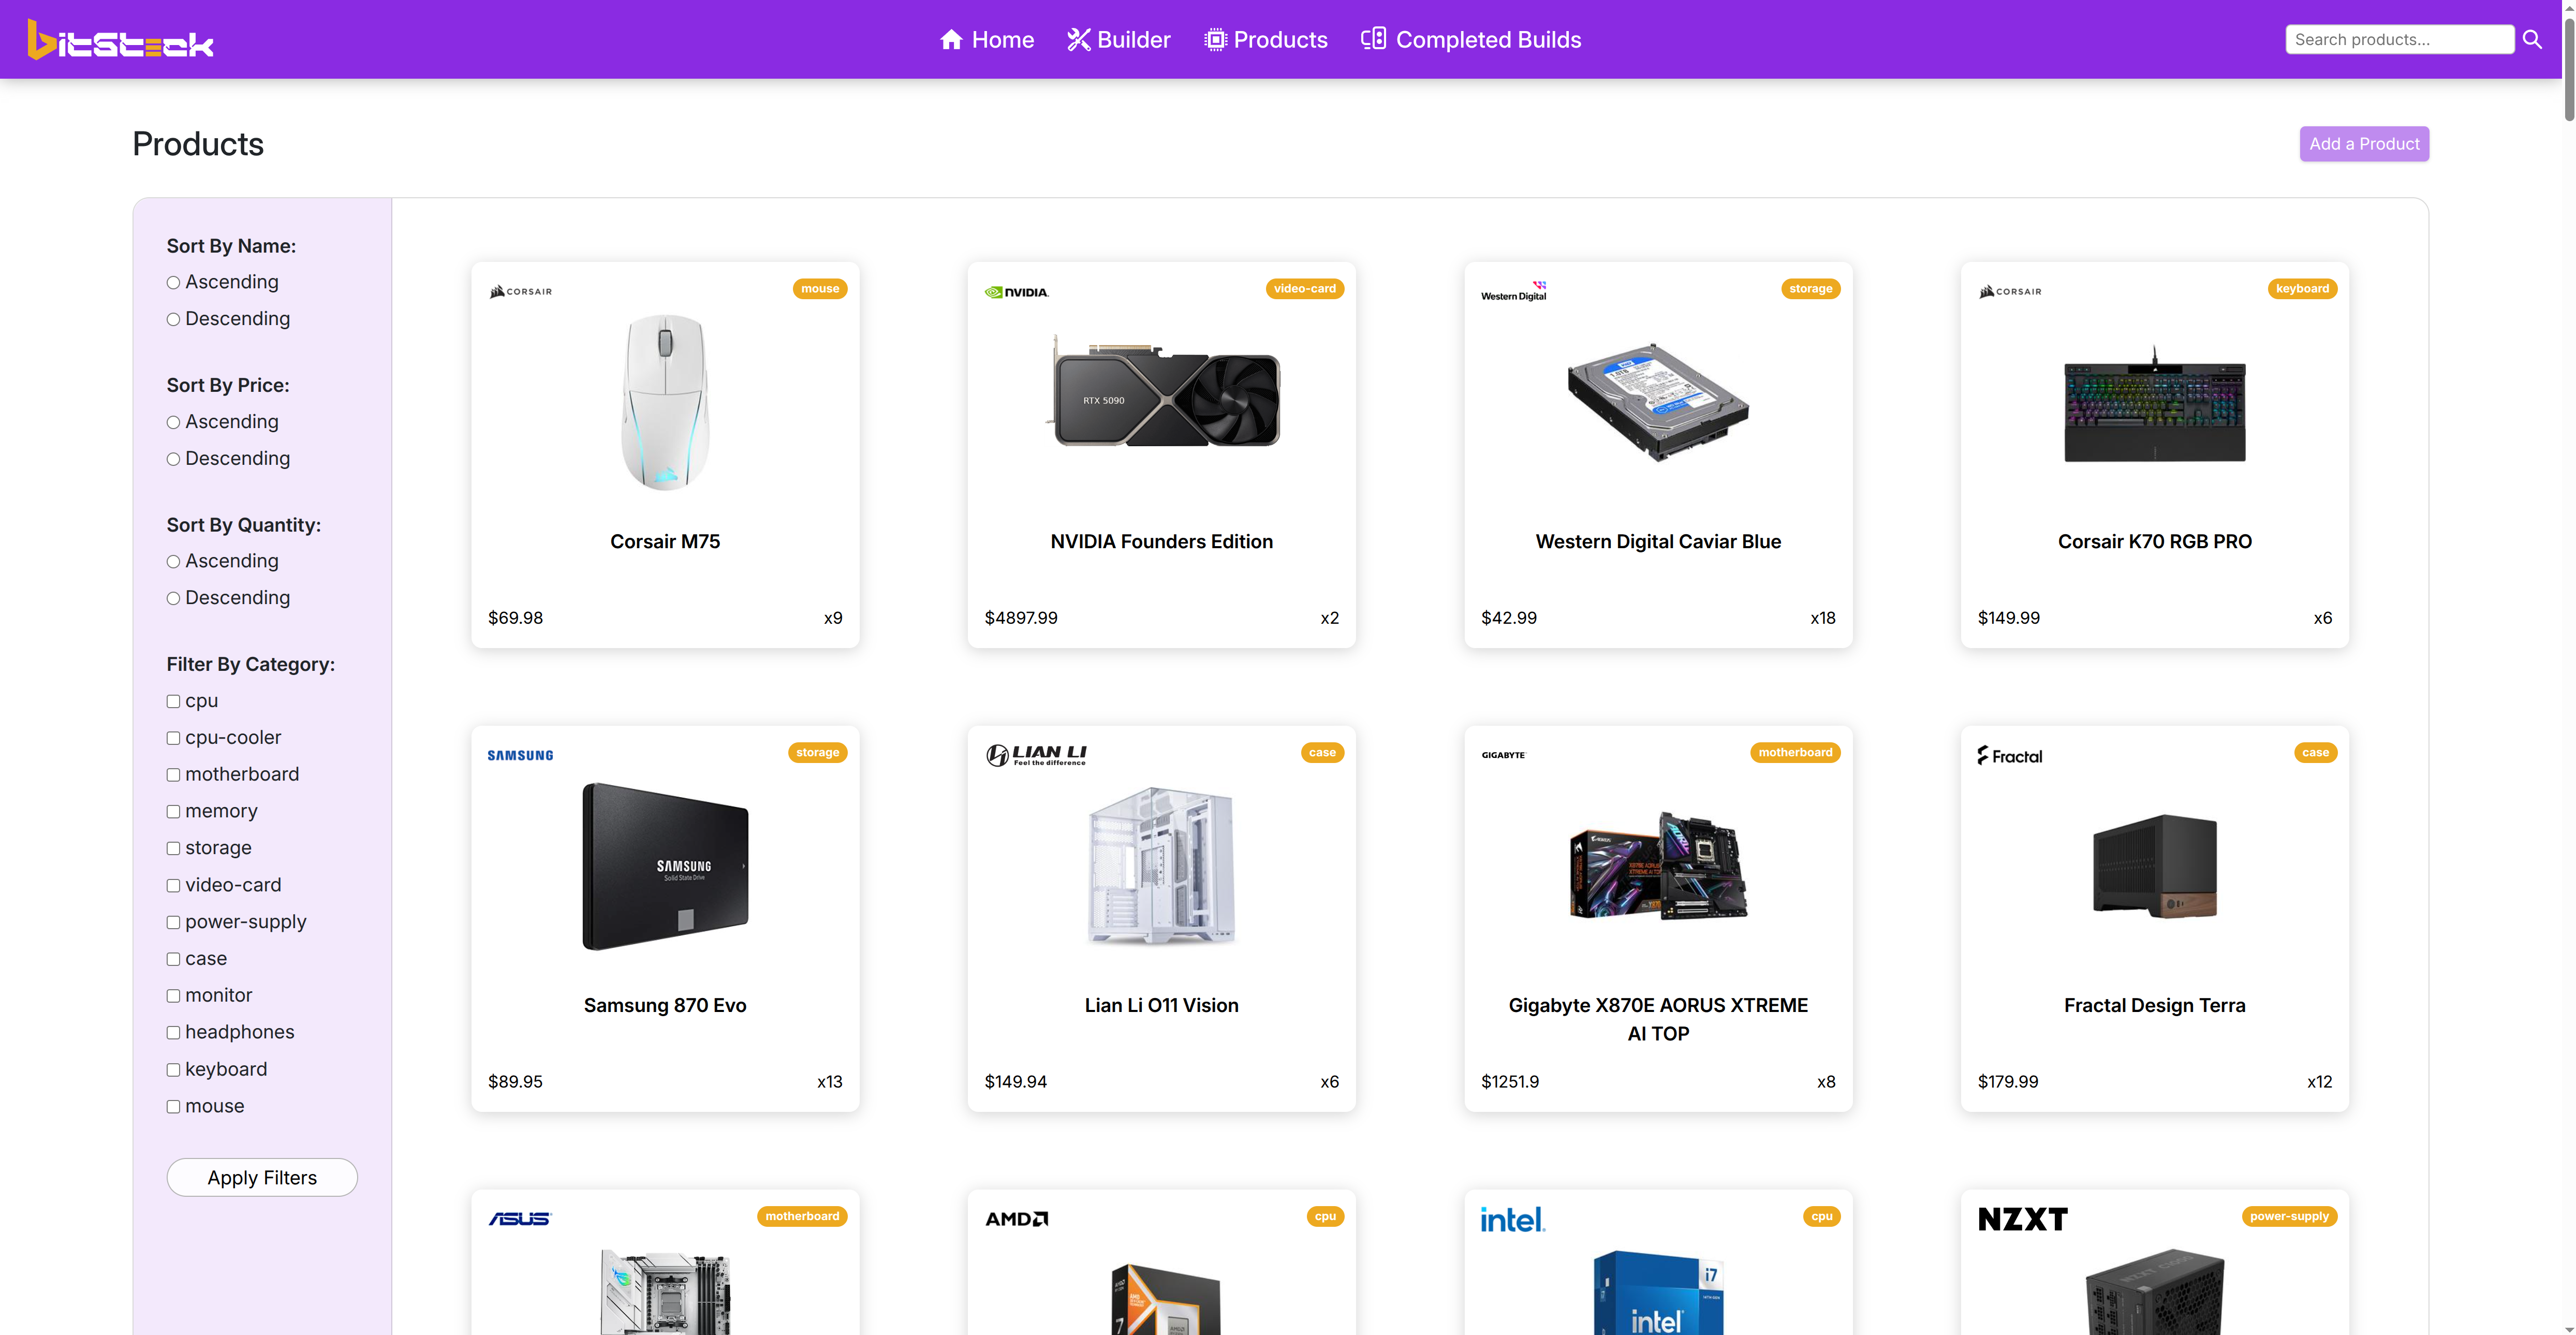 bitStock
Home
Builder
Products
Completed Builds
Search products...
Products
Add a Product
Sort By Name:
Ascending
Descending
Sort By Price:
Ascending
Descending
Sort By Quantity:
Ascending
Descending
Filter By Category:
cpu
cpu-cooler
motherboard
memory
storage
video-card
power-supply
case
monitor
headphones
keyboard
mouse
Apply Filters
CORSAIR
mouse
Corsair M75
$69.98
x9
NVIDIA.
video-card
RTX 5090
NVIDIA Founders Edition
$4897.99
x2
Western Digital
storage
WD
1.0TB
Western Digital Caviar Blue
$42.99
x18
CORSAIR
keyboard
Corsair K70 RGB PRO
$149.99
x6
SAMSUNG
storage
SAMSUNG
Solid State Drive
Samsung 870 Evo
$89.95
x13
LIAN LI
Feel the difference
case
Lian Li O11 Vision
$149.94
x6
GIGABYTE
motherboard
Gigabyte X870E AORUS XTREME
AI TOP
$1251.9
x8
Fractal
case
Fractal Design Terra
$179.99
x12
ASUS
motherboard
AMD
cpu
7
AMD
intel.
cpu
i7
intel
NZXT
power-supply